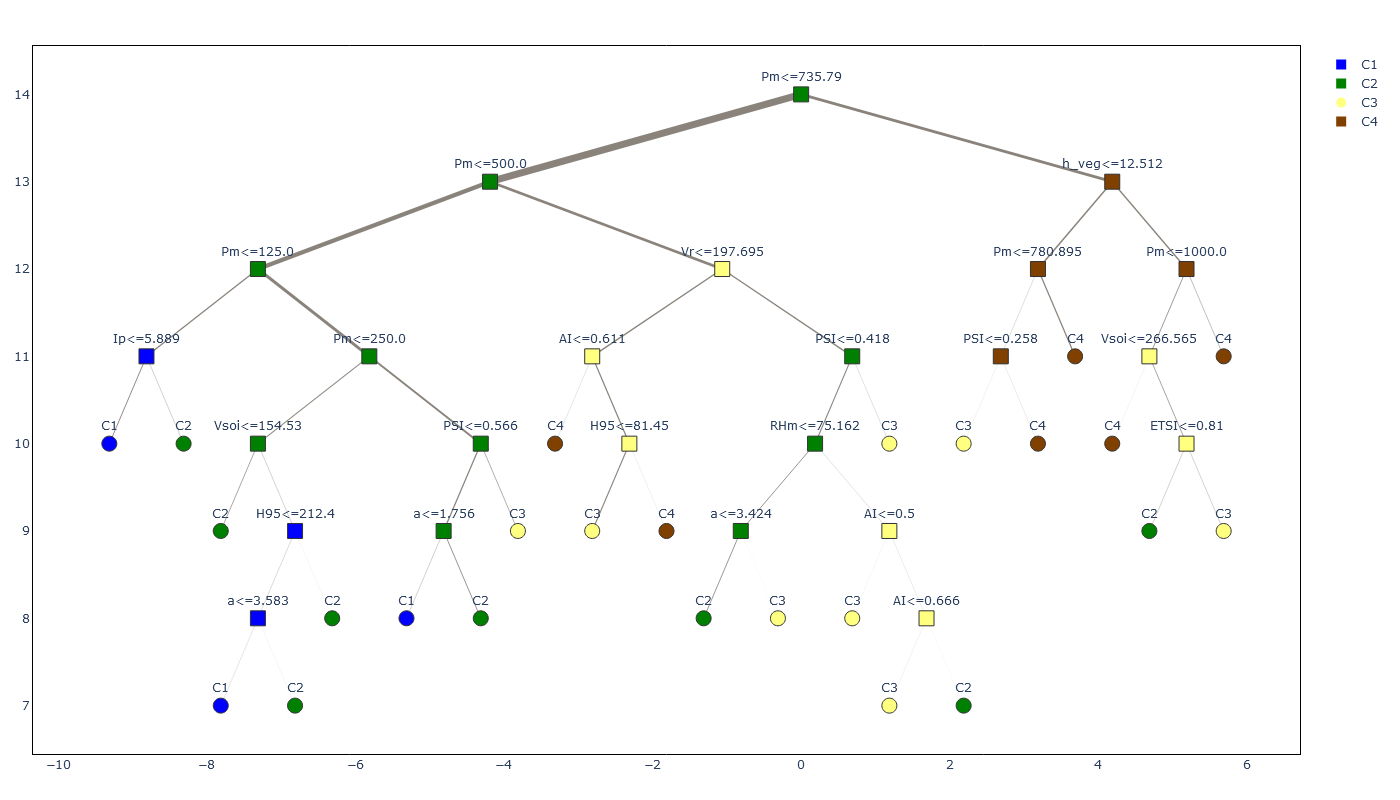 C1
C2
C3
C4
Pm<=735.79
14
Pm<=500.0
h_veg<=12.512
13
Pm<=125.0
Vr<=197.695
Pm<=780.895
Pm<=1000.0
12
Ip<=5.889
Pm<=250.0
AI<=0.611
PSI<=0.418
PSI<=0.258
C4
Vsoi<=266.565
C4
11
C1
C2
Vsoi<=154.53
PSI<=0.566
C4
H95<=81.45
RHm<=75.162
C3
C3
C4
C4
ETSI<=0.81
10
C2
H95<=212.4
a<=1.756
C3
C3
C4
a<=3.424
AI<=0.5
C2
C3
9
a<=3.583
C2
C1
C2
C2
C3
C3
AI<=0.666
8
C1
C2
C3
C2
7
−10
−8
−6
−4
−2
0
2
4
6